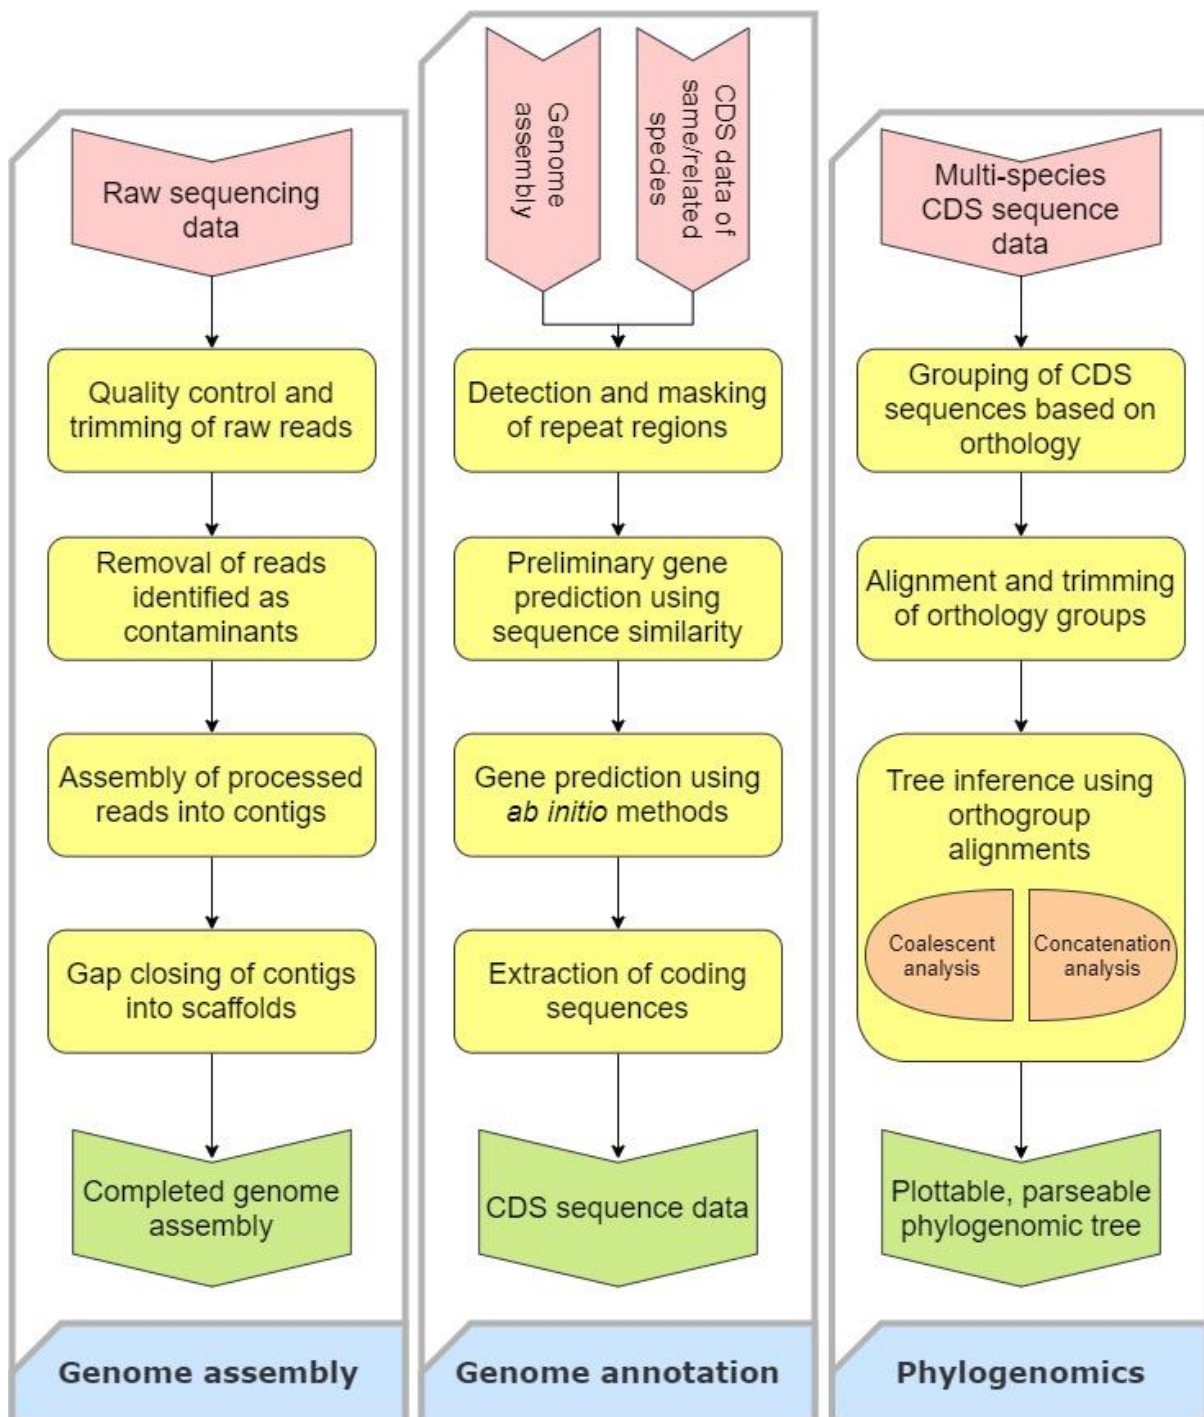 Raw sequencing
data
Quality control and
trimming of raw reads
Removal of reads
identified as
contaminants
Assembly of processed
reads into contigs
Gap closing of contigs
into scaffolds
Completed genome
assembly
Genome assembly
Genome
assembly
CDS data of
same/related
species
Detection and masking
of repeat regions
Preliminary gene
prediction using
sequence similarity
Gene prediction using
ab initio methods
Extraction of coding
sequences
CDS sequence data
Genome annotation
Multi-species
CDS sequence
data
Grouping of CDS
sequences based on
orthology
Alignment and trimming
of orthology groups
Tree inference using
orthogroup
alignments
Coalescent
analysis
Concatenation
analysis
Plottable, parseable
phylogenomic tree
Phylogenomics